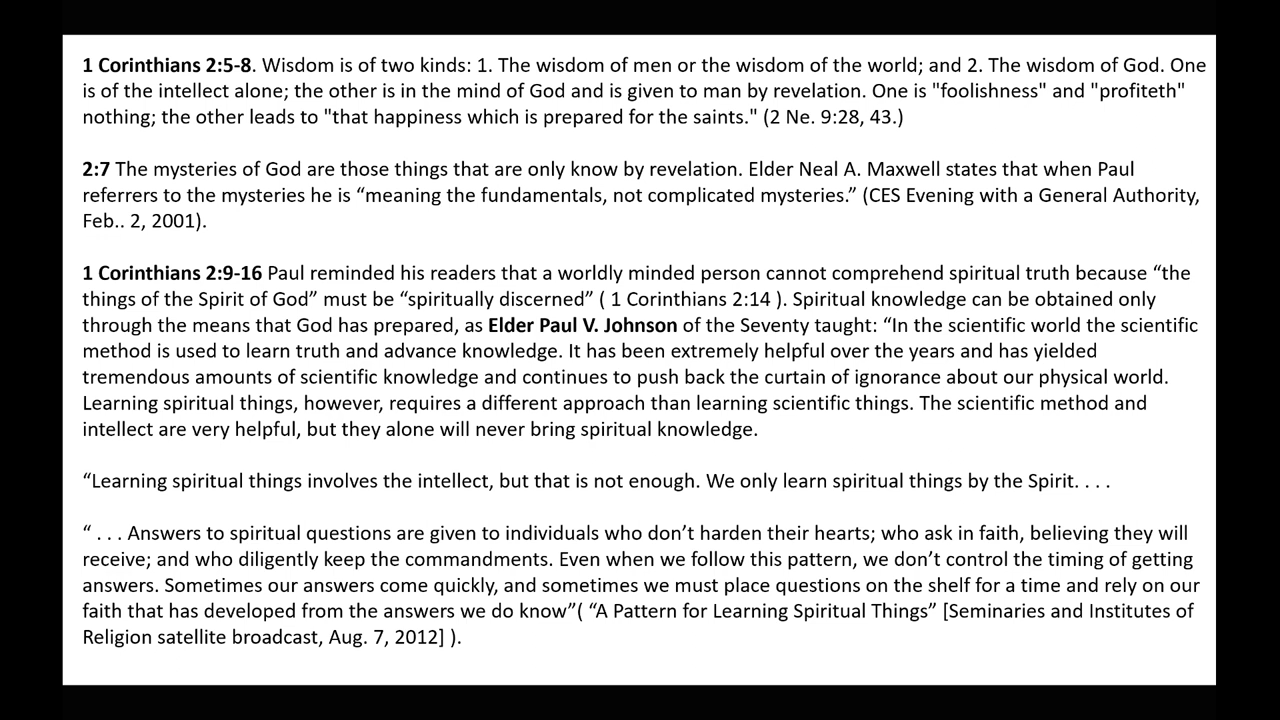 1 Corinthians 2:5-8. Wisdom is of two kinds: 1. The wisdom of men or the wisdom of the world; and 2. The wisdom of God. One
is of the intellect alone; the other is in the mind of God and is given to man by revelation. One is "foolishness" and "profiteth"
nothing; the other leads to "that happiness which is prepared for the saints." (2 Ne. 9:28, 43.)
2:7 The mysteries of God are those things that are only know by revelation. Elder Neal A. Maxwell states that when Paul
referrers to the mysteries he is “meaning the fundamentals, not complicated mysteries.” (CES Evening with a General Authority,
Feb.. 2, 2001).
1 Corinthians 2:9-16 Paul reminded his readers that a worldly minded person cannot comprehend spiritual truth because “the
things of the Spirit of God” must be “spiritually discerned” ( 1 Corinthians 2:14 ). Spiritual knowledge can be obtained only
through the means that God has prepared, as Elder Paul V. Johnson of the Seventy taught: “In the scientific world the scientific
method is used to learn truth and advance knowledge. It has been extremely helpful over the years and has yielded
tremendous amounts of scientific knowledge and continues to push back the curtain of ignorance about our physical world.
Learning spiritual things, however, requires a different approach than learning scientific things. The scientific method and
intellect are very helpful, but they alone will never bring spiritual knowledge.
“Learning spiritual things involves the intellect, but that is not enough. We only learn spiritual things by the Spirit. . . .
“ . . . Answers to spiritual questions are given to individuals who don’t harden their hearts; who ask in faith, believing they will
receive; and who diligently keep the commandments. Even when we follow this pattern, we don’t control the timing of getting
answers. Sometimes our answers come quickly, and sometimes we must place questions on the shelf for a time and rely on our
faith that has developed from the answers we do know”( “A Pattern for Learning Spiritual Things” [Seminaries and Institutes of
Religion satellite broadcast, Aug. 7, 2012] ).